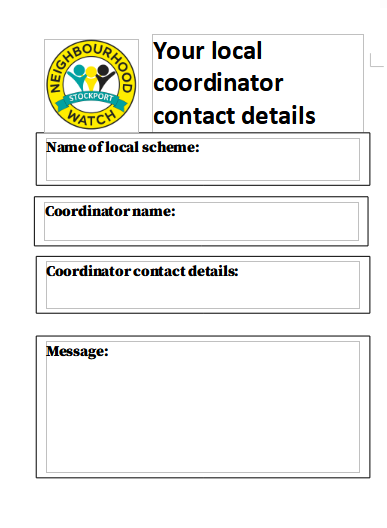 NEIGHBOURHOOD
STOCKPORT
WATCH
Your local
coordinator
contact details
Name of local scheme:
Coordinator name:
Coordinator contact details:
Message: